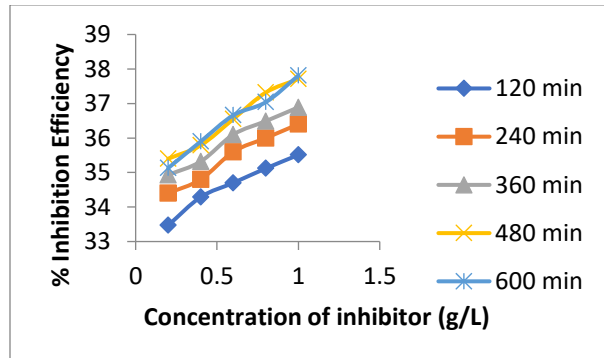 % Inhibition Efficiency
39
38
37
36
35
34
33
0 0.5 1 1.5
Concentration of inhibitor (g/L)
120 min
240 min
360 min
480 min
600 min